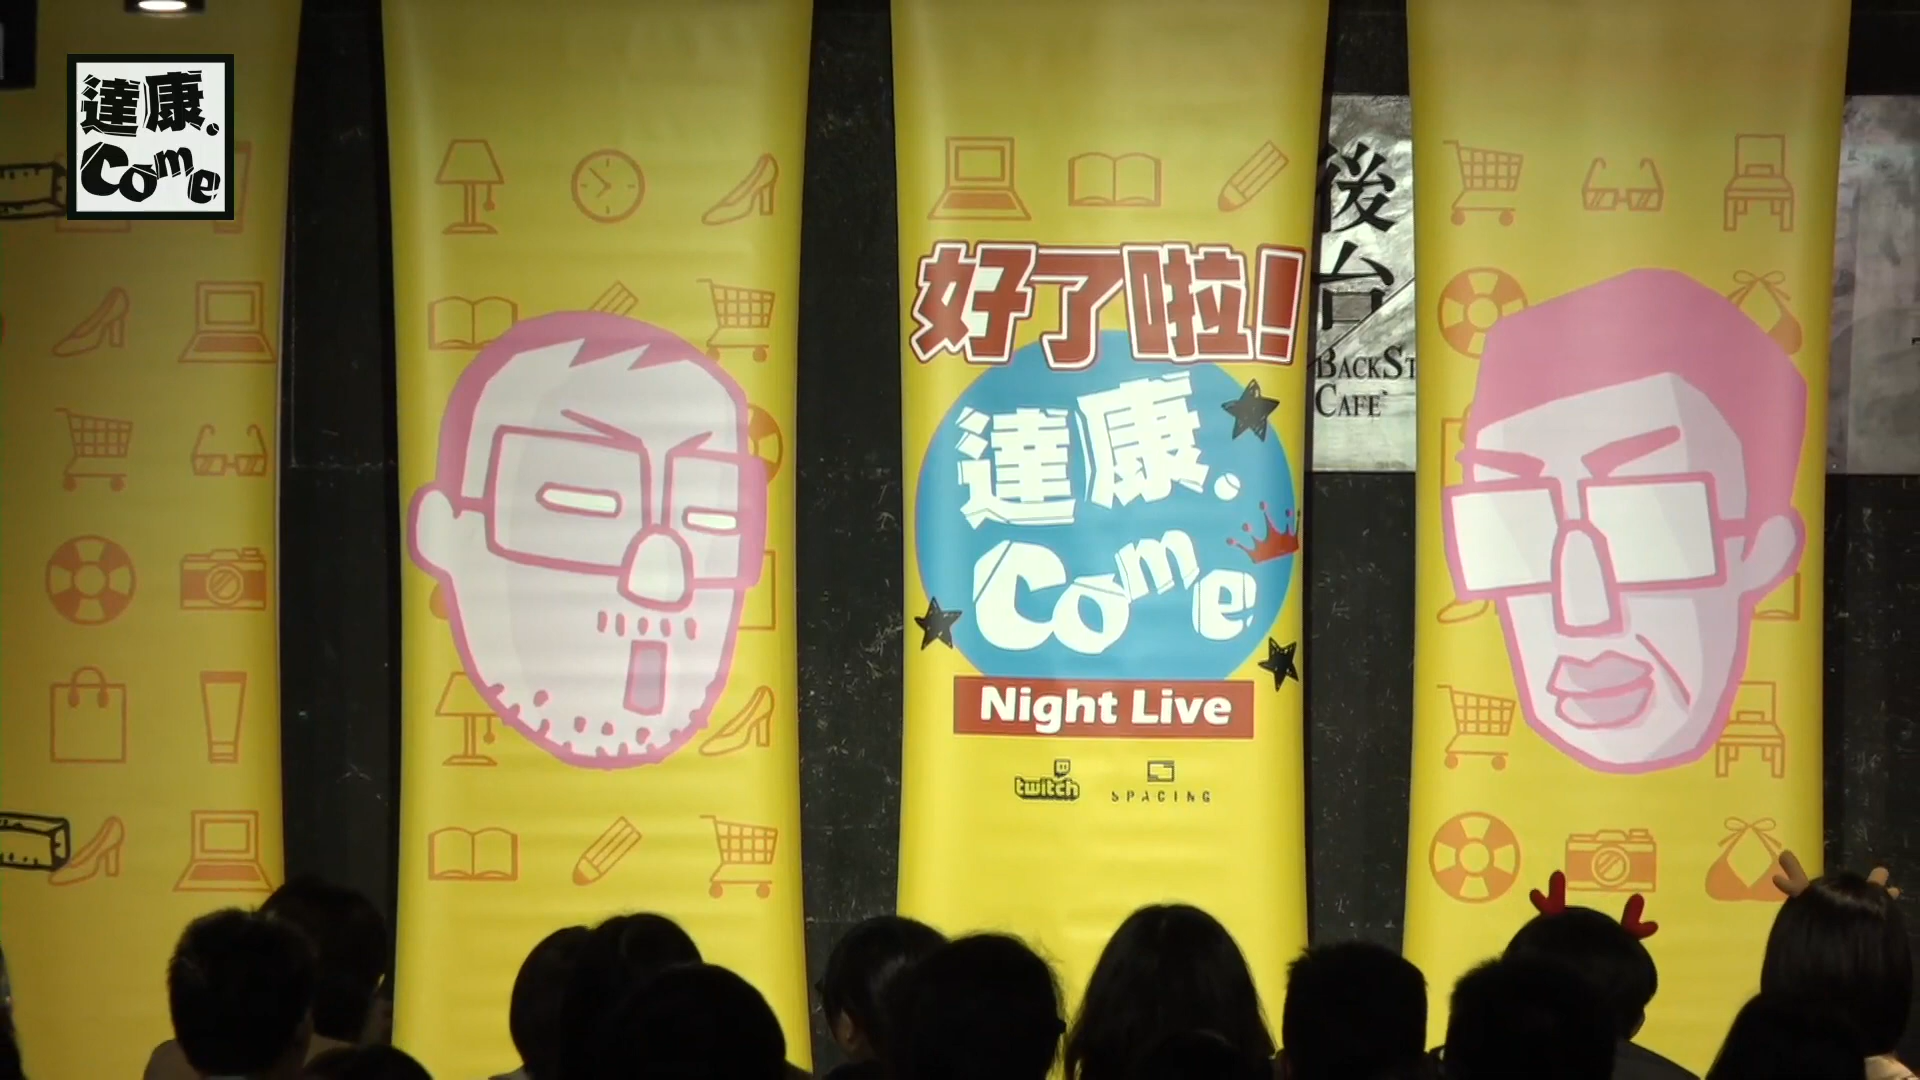 達康.
Come
好了啦!
達康.
Come
Night Live
twitch
SPACING
後台
BACKST
CAFE